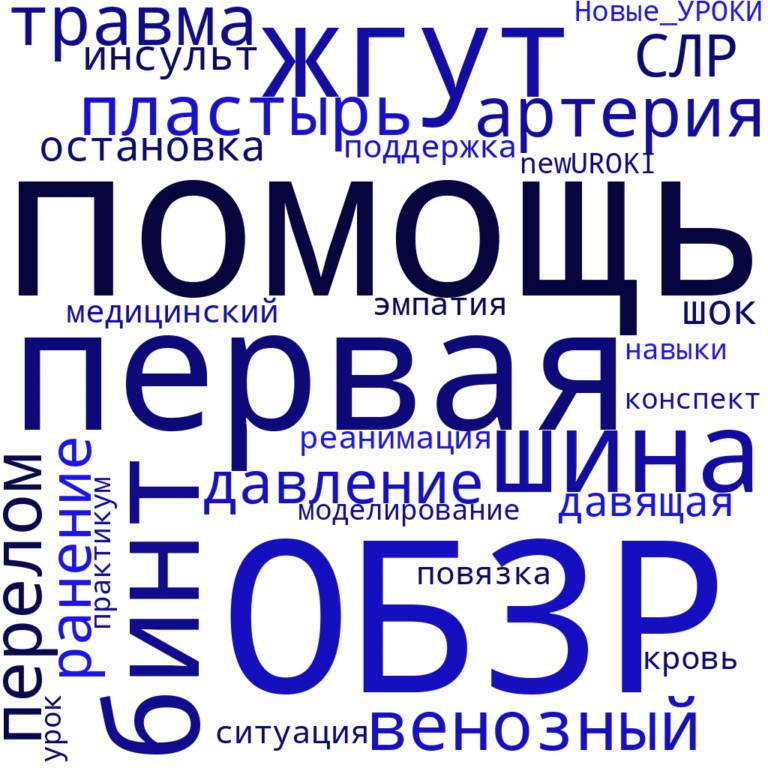 травма
Новые_УРОКИ
жгут
СЛР
инсульт
пластырь
артерия
остановка
поддержка
newUROKI
помощь
медицинский
эмпатия
шок
первая
навыки
конспект
реанимация
шина
давление
давящая
моделирование
перелом
ранение
практикум
бинт
ОБЗР
повязка
кровь
урок
ситуация
венозный